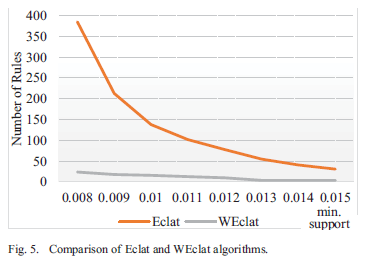 400
350
300
250
200
150
100
50
0
Number of Rules
0.008 0.009 0.01 0.011 0.012 0.013 0.014 0.015
min.
support
Eclat WEclat
Fig. 5. Comparison of Eclat and WEclat algorithms.